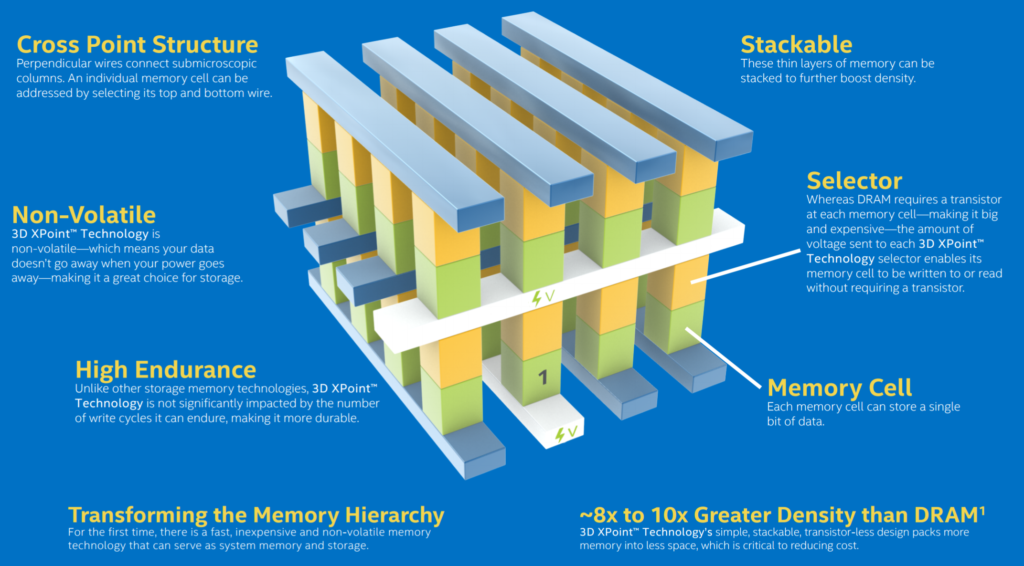 Cross Point Structure
Perpendicular wires connect submicroscopic
columns. An individual memory cell can be
addressed by selecting its top and bottom wire.
Stackable
These thin layers of memory can be
stacked to further boost density.
Selector
Whereas DRAM requires a transistor
at each memory cell—making it big
and expensive—the amount of
voltage sent to each 3D XPoint™
Technology selector enables its
memory cell to be written to or read
without requiring a transistor.
Non-Volatile
3D XPoint™ Technology is
non-volatile—which means your data
doesn't go away when your power goes
away—making it a great choice for storage.
V
High Endurance
Unlike other storage memory technologies, 3D XPoint™
Technology is not significantly impacted by the number
of write cycles it can endure, making it more durable.
1
V
Memory Cell
Each memory cell can store a single
bit of data.
Transforming the Memory Hierarchy
For the first time, there is a fast, inexpensive and non-volatile memory
technology that can serve as system memory and storage.
~8x to 10x Greater Density than DRAM¹
3D XPoint™ Technology's simple, stackable, transistor-less design packs more
memory into less space, which is critical to reducing cost.